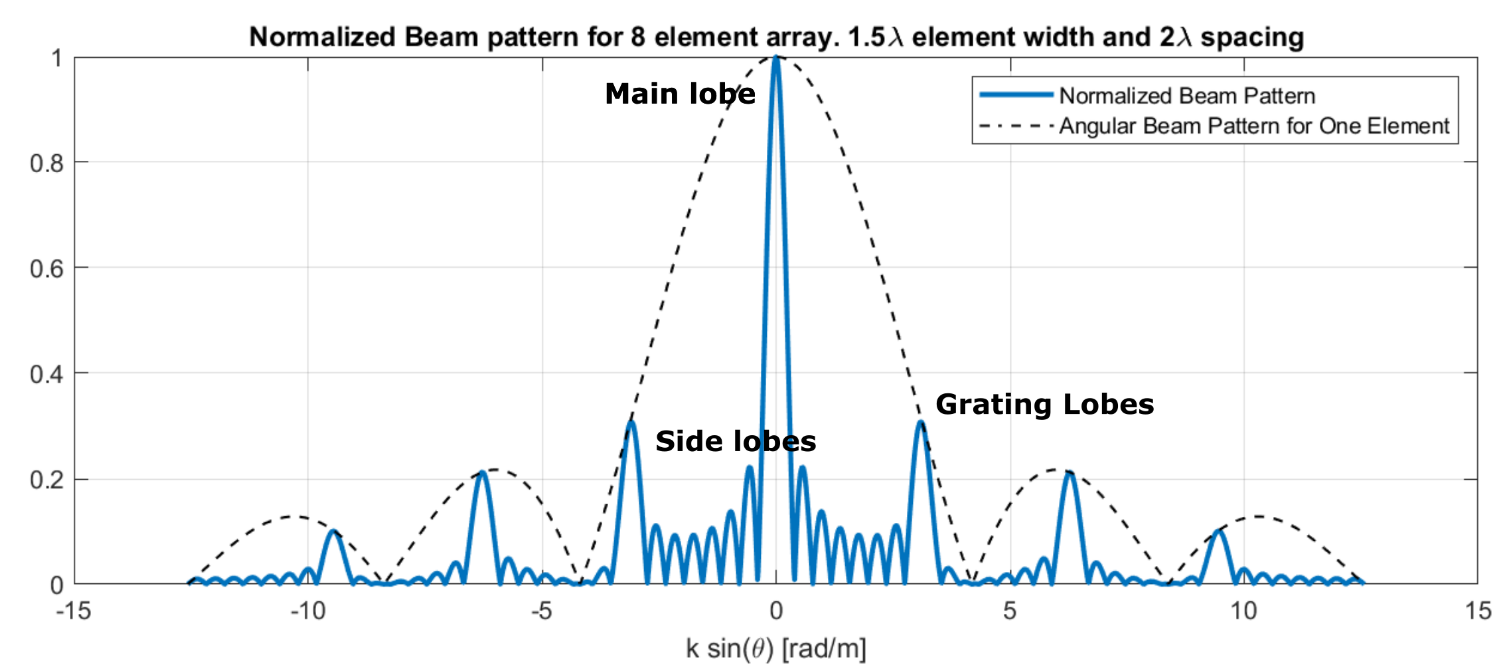 Normalized Beam pattern for 8 element array. 1.5λ element width and 2λ spacing
Main lobe
Normalized Beam Pattern
Angular Beam Pattern for One Element
Grating Lobes
Side lobes
1
0.8
0.6
0.4
0.2
0
-15
-10
-5
0
5
10
15
k sin(θ) [rad/m]